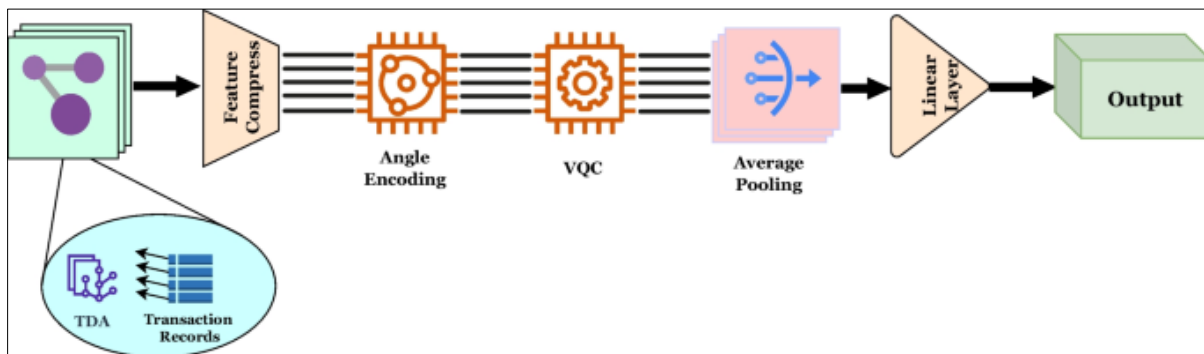 Feature
Compress
Angle
Encoding
VQC
Average
Pooling
Linear
Layer
Output
TDA
Transaction
Records